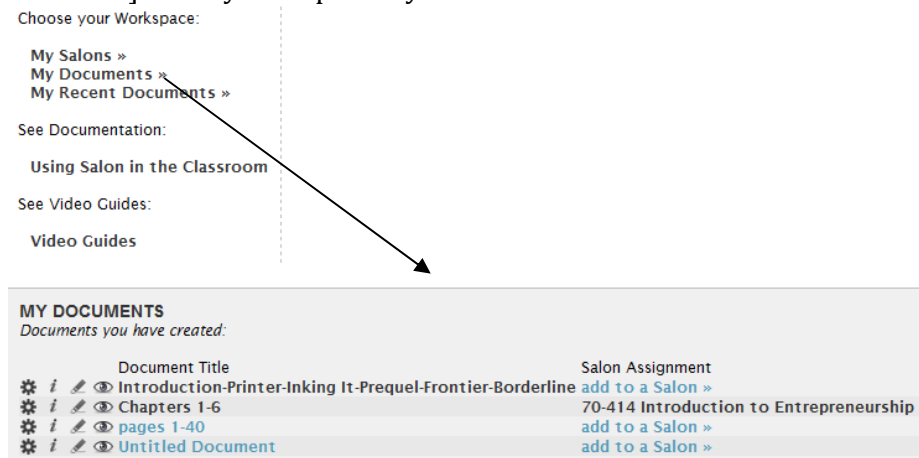 Choose your Workspace:
My Salons »
My Documents »
My Recent Documents »
See Documentation:
Using Salon in the Classroom
See Video Guides:
Video Guides
MY DOCUMENTS
Documents you have created:
Document Title Salon Assignment
i Introduction-Printer-Inking It-Prequel-Frontier-Borderline add to a Salon »
i Chapters 1-6 70-414 Introduction to Entrepreneurship
i pages 1-40 add to a Salon »
i Untitled Document add to a Salon »